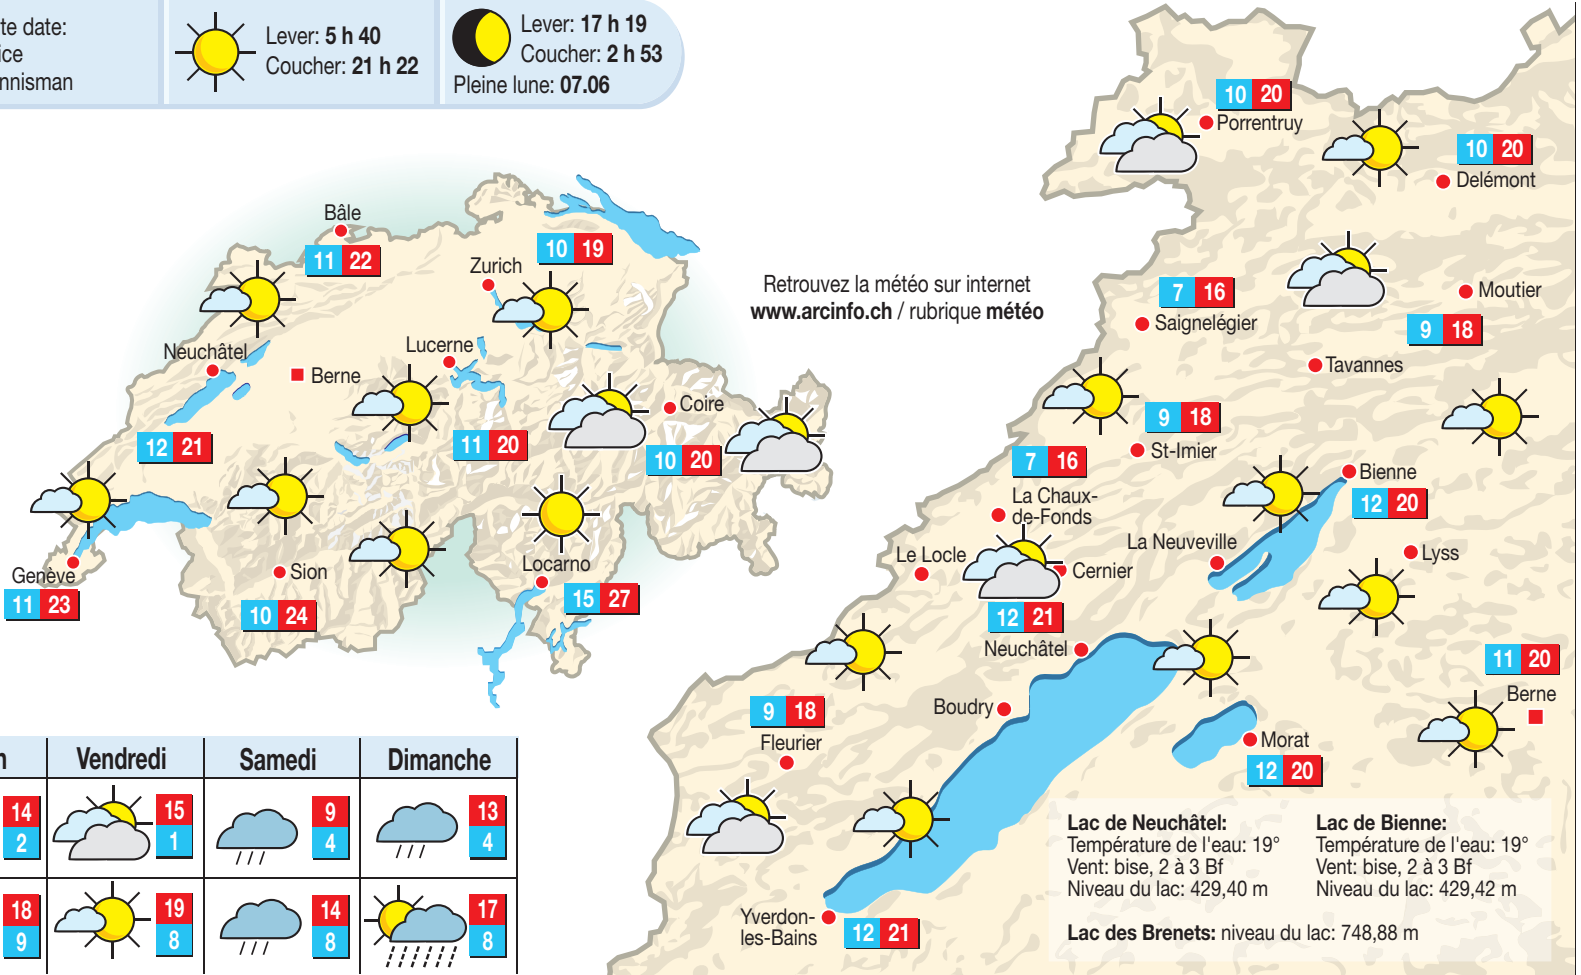 te date:
ice
nnisman
Lever: 5 h 40
Coucher: 21 h 22
Lever: 17 h 19
Coucher: 2 h 53
Pleine lune: 07.06
Bâle
11 22
10 19
Zurich
Neuchâtel
Lucerne
Berne
Coire
12 21
11 20
10 20
Genève
11 23
Sion
10 24
Locarno
15 27
Retrouvez la météo sur internet
www.arcinfo.ch / rubrique météo
10 20
Porrentruy
10 20
Delémont
7 16
Saignelégier
Moutier
9 18
Tavannes
9 18
St-Imier
7 16
La Chaux-
de-Fonds
Bienne
12 20
Le Locle
Cernier
La Neuveville
Lyss
12 21
Neuchâtel
11 20
Berne
Boudry
9 18
Fleurier
Morat
12 20
Yverdon-
les-Bains
12 21
n
Vendredi
Samedi
Dimanche
14
2
15
1
9
4
13
4
18
9
19
8
14
8
17
8
Lac de Neuchâtel:
Température de l'eau: 19°
Vent: bise, 2 à 3 Bf
Niveau du lac: 429,40 m
Lac de Bienne:
Température de l'eau: 19°
Vent: bise, 2 à 3 Bf
Niveau du lac: 429,42 m
Lac des Brenets: niveau du lac: 748,88 m